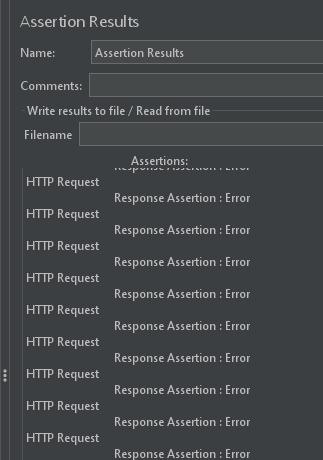 Assertion Results
Name: Assertion Results
Comments:
Write results to file / Read from file
Filename
Assertions:
Response Assertion : Error
HTTP Request
Response Assertion : Error
HTTP Request
Response Assertion : Error
HTTP Request
Response Assertion : Error
HTTP Request
Response Assertion : Error
HTTP Request
Response Assertion : Error
HTTP Request
Response Assertion : Error
HTTP Request
Response Assertion : Error
HTTP Request
Response Assertion : Error
HTTP Request
Response Assertion : Error